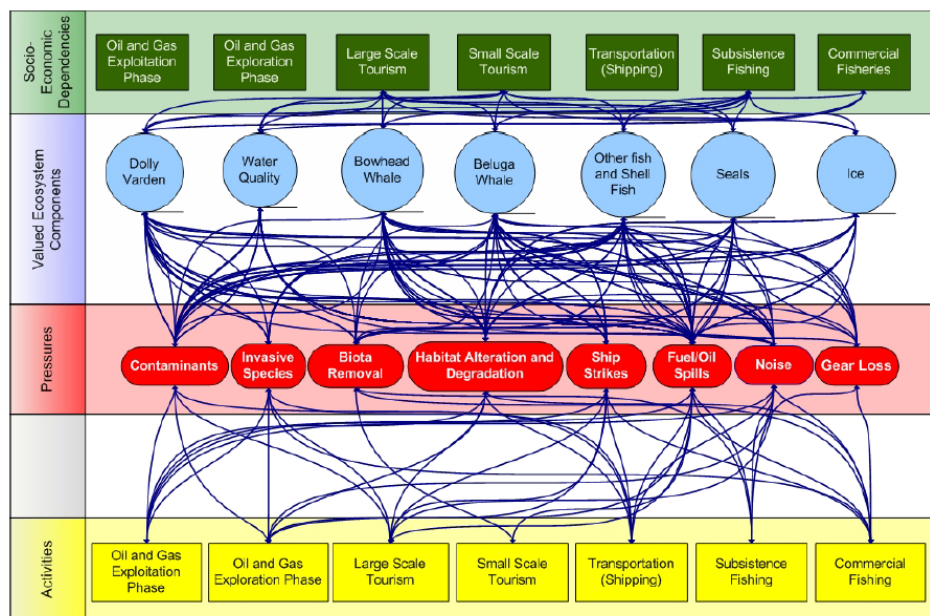 Socio-
Economic
Dependencies
Oil and Gas
Exploitation
Phase
Oil and Gas
Exploration
Phase
Large Scale
Tourism
Small Scale
Tourism
Transportation
(Shipping)
Subsistence
Fishing
Commercial
Fisheries
Valued Ecosystem
Components
Dolly
Varden
Water
Quality
Bowhead
Whale
Beluga
Whale
Other fish
and Shell
Fish
Seals
Ice
Pressures
Contaminants
Invasive
Species
Biota
Removal
Habitat Alteration and
Degradation
Ship
Strikes
Fuel/Oil
Spills
Noise
Gear Loss
Activities
Oil and Gas
Exploitation
Phase
Oil and Gas
Exploration Phase
Large Scale
Tourism
Small Scale
Tourism
Transportation
(Shipping)
Subsistence
Fishing
Commercial
Fishing